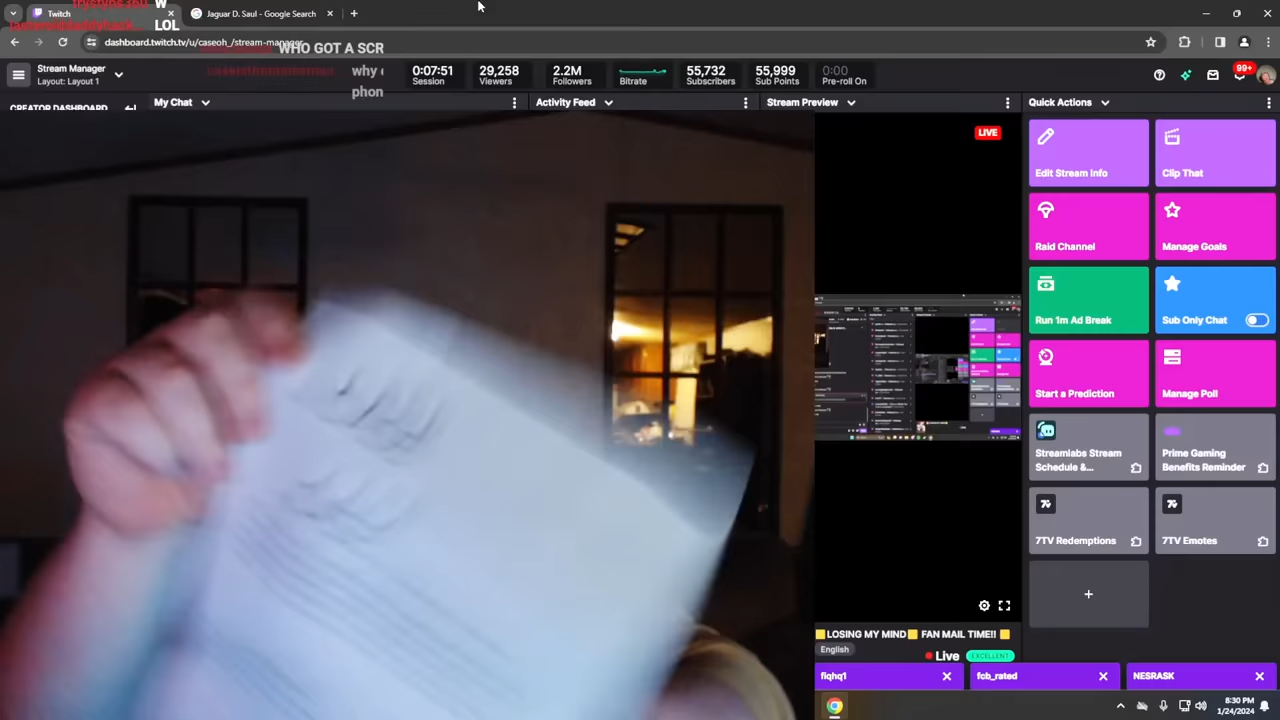 Twitch
Jaguar D. Saul - Google Search
W
LOL
dashboard.twitch.tv/u/caseoh_/stream-manager
WHO GOT A SCR
why
phon
Stream Manager
Layout: Layout 1
0:07:51
Session
29,258
Viewers
2.2M
Followers
Bitrate
55,732
Subscribers
55,999
Sub Points
0:00
Pre-roll On
99+
CREATOR DASHBOARD
My Chat
Activity Feed
Stream Preview
Quick Actions
LIVE
Edit Stream Info
Clip That
Raid Channel
Manage Goals
Run 1m Ad Break
Sub Only Chat
Start a Prediction
Manage Poll
Streamlabs Stream
Schedule &...
Prime Gaming
Benefits Reminder
7TV Redemptions
7TV Emotes
LOSING MY MIND FAN MAIL TIME!!
English
Live
EXCELLENT
fiqhq1
fcb_rated
NESRASK
8:30 PM
1/24/2024